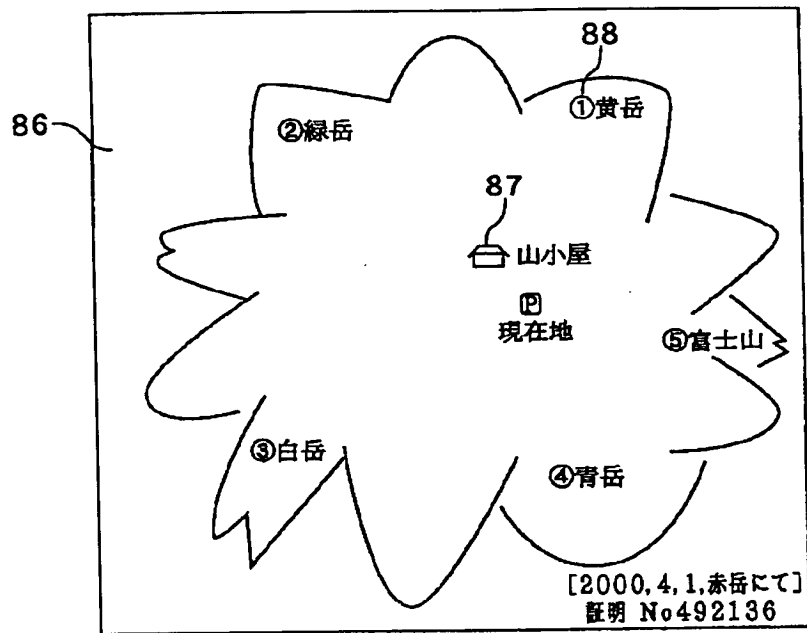 88
①黄岳
86
②緑岳
87
山小屋
P
現在地
⑤富士山
③白岳
④青岳
[2000,4,1,赤岳にて]
証明 No492136